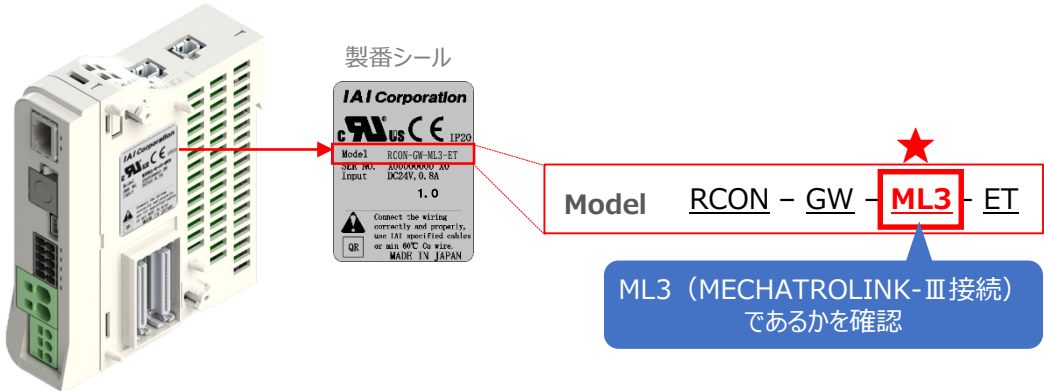 製番シール
IAI Corporation
c RU US CE IP20
Model RCON-GW-ML3-ET
SER NO. X00000000 X0
Input DC24V, 0.8A
1.0
Connect the wiring
correctly and properly,
use IAI specified cables
or min 60℃ Cu wire.
QR
MADE IN JAPAN
Model RCON – GW – ML3 - ET
ML3（MECHATROLINK-Ⅲ接続）
であるかを確認
IAI Corporation